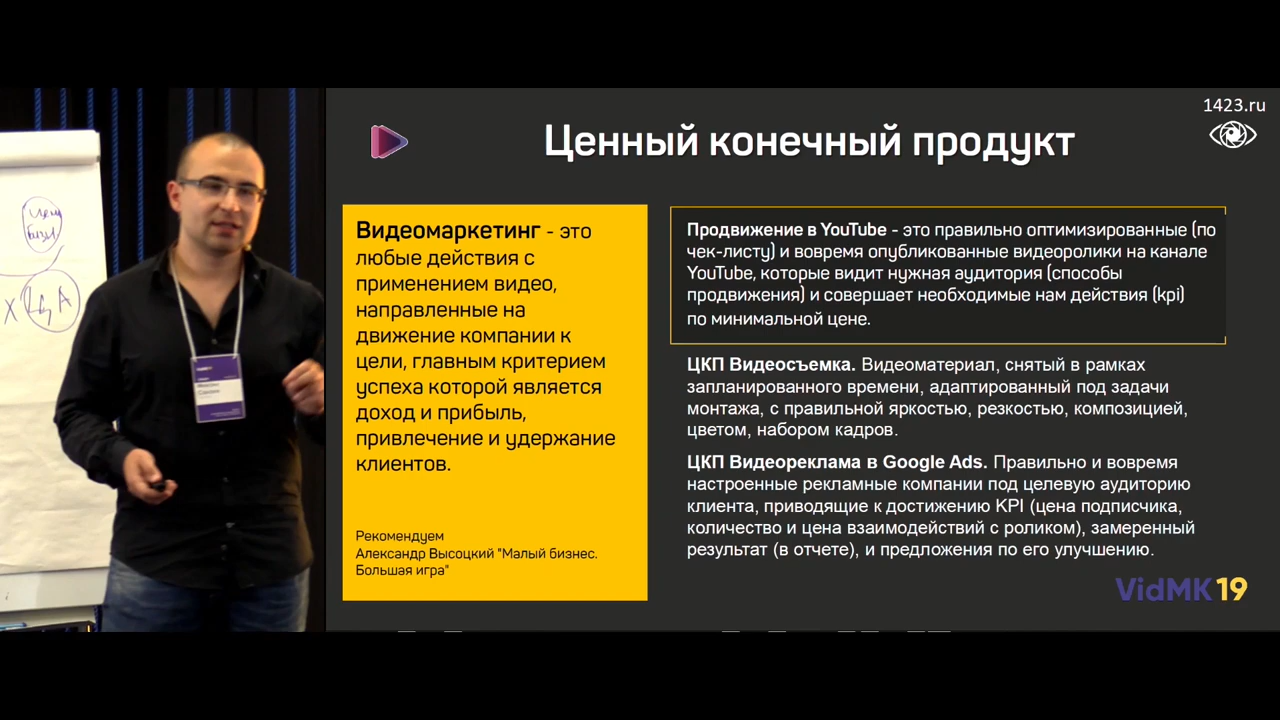 1423.ru
Ценный конечный продукт
Видеомаркетинг - это
любые действия с
применением видео,
направленные на
движение компании к
цели, главным критерием
успеха которой является
доход и прибыль,
привлечение и удержание
клиентов.
Рекомендуем
Александр Высоцкий "Малый бизнес.
Большая игра"
Продвижение в YouTube - это правильно оптимизированные (по
чек-листу) и вовремя опубликованные видеоролики на канале
YouTube, которые видит нужная аудитория (способы
продвижения) и совершает необходимые нам действия (kpi)
по минимальной цене.
ЦКП Видеосъемка. Видеоматериал, снятый в рамках
запланированного времени, адаптированный под задачи
монтажа, с правильной яркостью, резкостью, композицией,
цветом, набором кадров.
ЦКП Видеореклама в Google Ads. Правильно и вовремя
настроенные рекламные компании под целевую аудиторию
клиента, приводящие к достижению KPI (цена подписчика,
количество и цена взаимодействий с роликом), замеренный
результат (в отчете), и предложения по его улучшению.
VidMK19